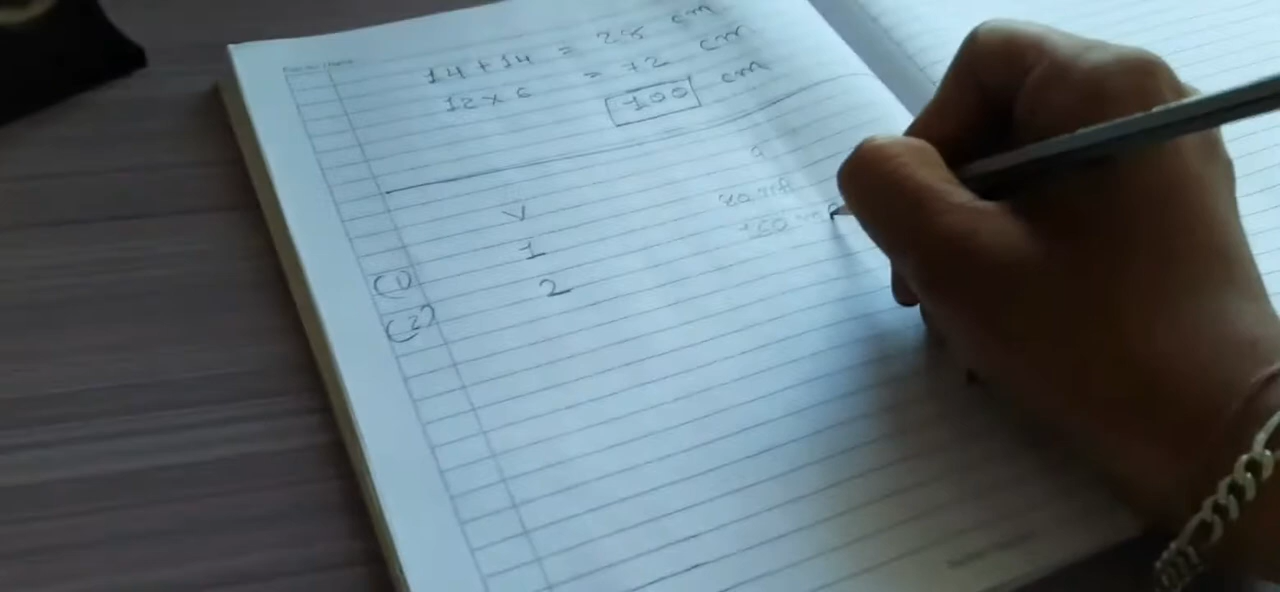 14+14 = 28 cm
12×6 = 72 cm
100 cm
V a
(1) 1
(2) 2